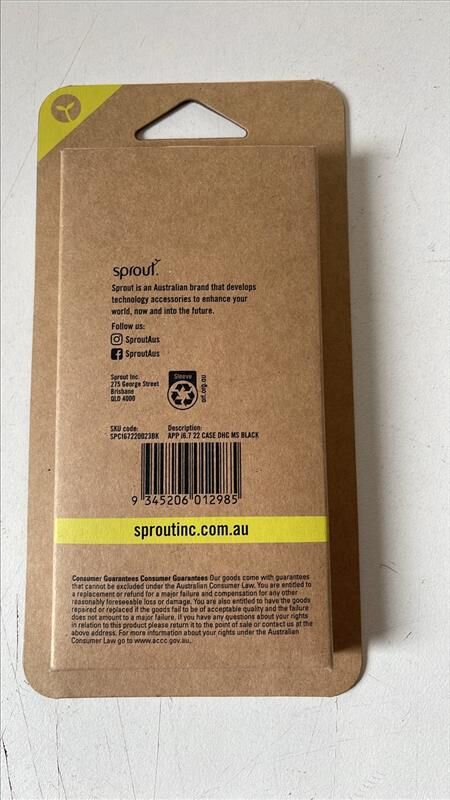 sprout
Sprout is an Australian brand that develops
technology accessories to enhance your
world, now and into the future.
Follow us:
SproutAus
SproutAus
Sprout Inc.
275 George Street
Brisbane
QLD 4000
Sleeve
arl.org.au
SKU code:
SPC167220023BK
Description:
APP i6.7 22 CASE DHC MS BLACK
9 345206 012985
sproutinc.com.au
Consumer Guarantees Consumer Guarantees Our goods come with guarantees
that cannot be excluded under the Australian Consumer Law. You are entitled to
a replacement or refund for a major failure and compensation for any other
reasonably foreseeable loss or damage. You are also entitled to have the goods
repaired or replaced if the goods fail to be of acceptable quality and the failure
does not amount to a major failure. If you have any questions about your rights
in relation to this product please return it to the point of sale or contact us at the
above address. For more information about your rights under the Australian
Consumer Law go to www.accc.gov.au,.